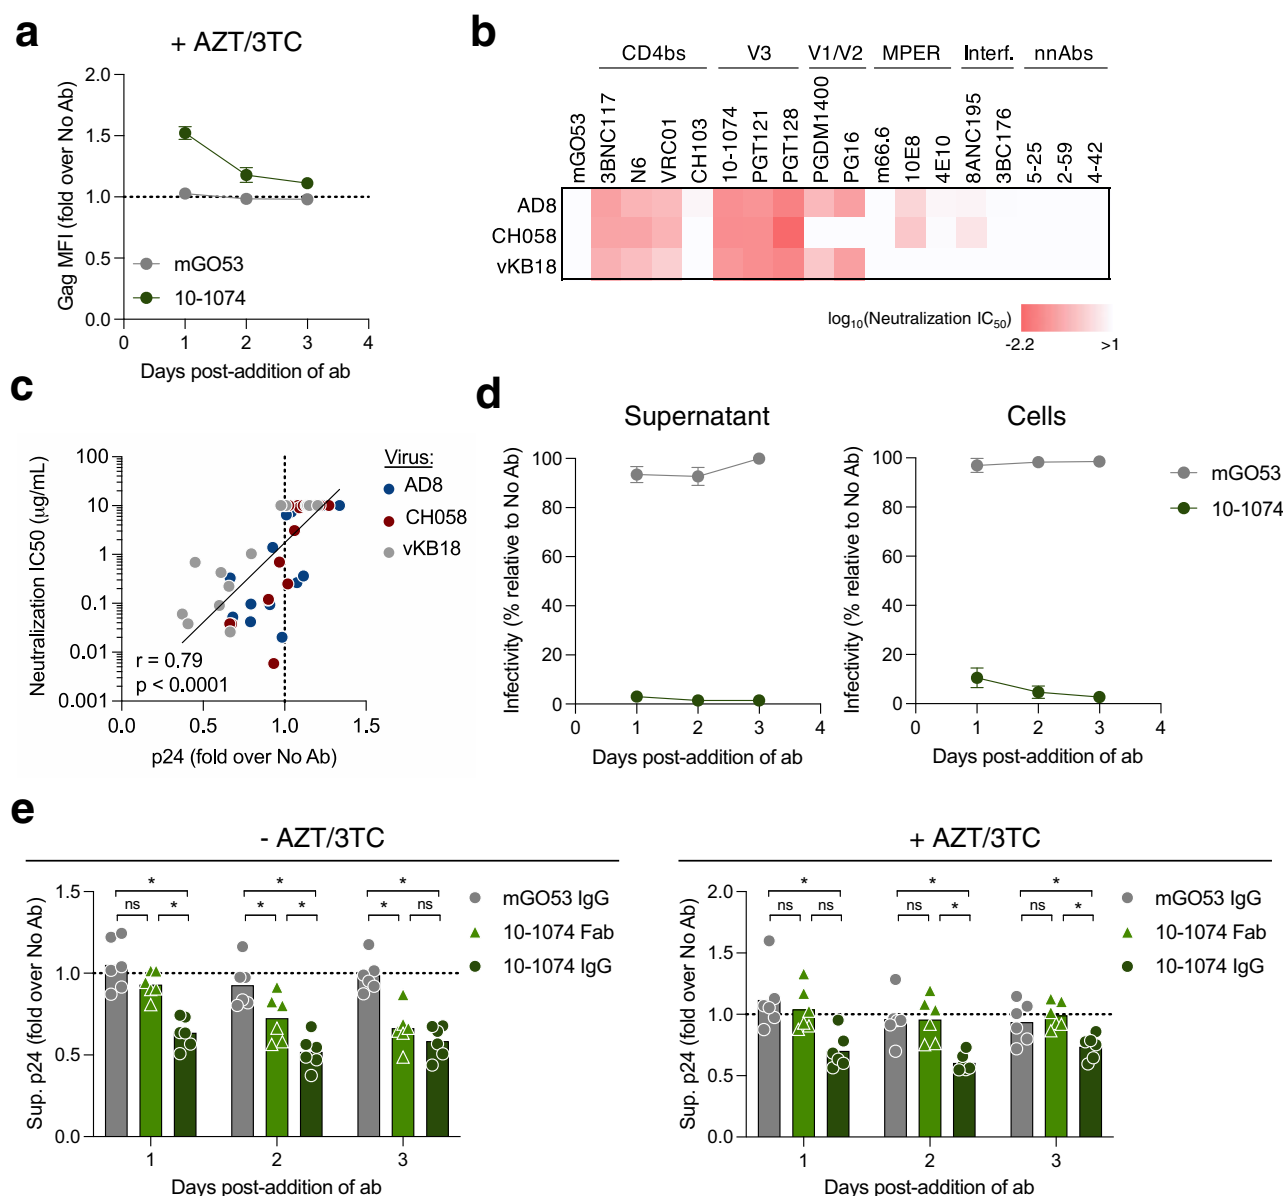 a
+ AZT/3TC
Gag MFI (fold over No Ab)
2.0
1.5
1.0
0.5
0.0
mGO53
10-1074
0 1 2 3 4
Days post-addition of ab
b
CD4bs V3 V1/V2 MPER Interf. nnAbs
mGO53 3BNC117 N6 VRC01 CH103 10-1074 PGT121 PGT128 PGDM1400 PG16 m66.6 10E8 4E10 8ANC195 3BC176 5-25 2-59 4-42
AD8
CH058
vKB18
log₁₀(Neutralization IC₅₀)
-2.2 >1
c
Neutralization IC50 (μg/mL)
100
10
1
0.1
0.01
0.001
r = 0.79
p < 0.0001
0.0 0.5 1.0 1.5
p24 (fold over No Ab)
Virus:
AD8
CH058
vKB18
d
Supernatant
Infectivity (% relative to No Ab)
100
80
60
40
20
0
0 1 2 3 4
Days post-addition of ab
Cells
Infectivity (% relative to No Ab)
100
80
60
40
20
0
0 1 2 3 4
Days post-addition of ab
mGO53
10-1074
e
- AZT/3TC
Sup. p24 (fold over No Ab)
1.5
1.0
0.5
0.0
* * *
ns * * * * ns
1 2 3
Days post-addition of ab
mGO53 IgG
10-1074 Fab
10-1074 IgG
+ AZT/3TC
Sup. p24 (fold over No Ab)
2.0
1.5
1.0
0.5
0.0
* * *
ns ns ns * ns *
1 2 3
Days post-addition of ab
mGO53 IgG
10-1074 Fab
10-1074 IgG